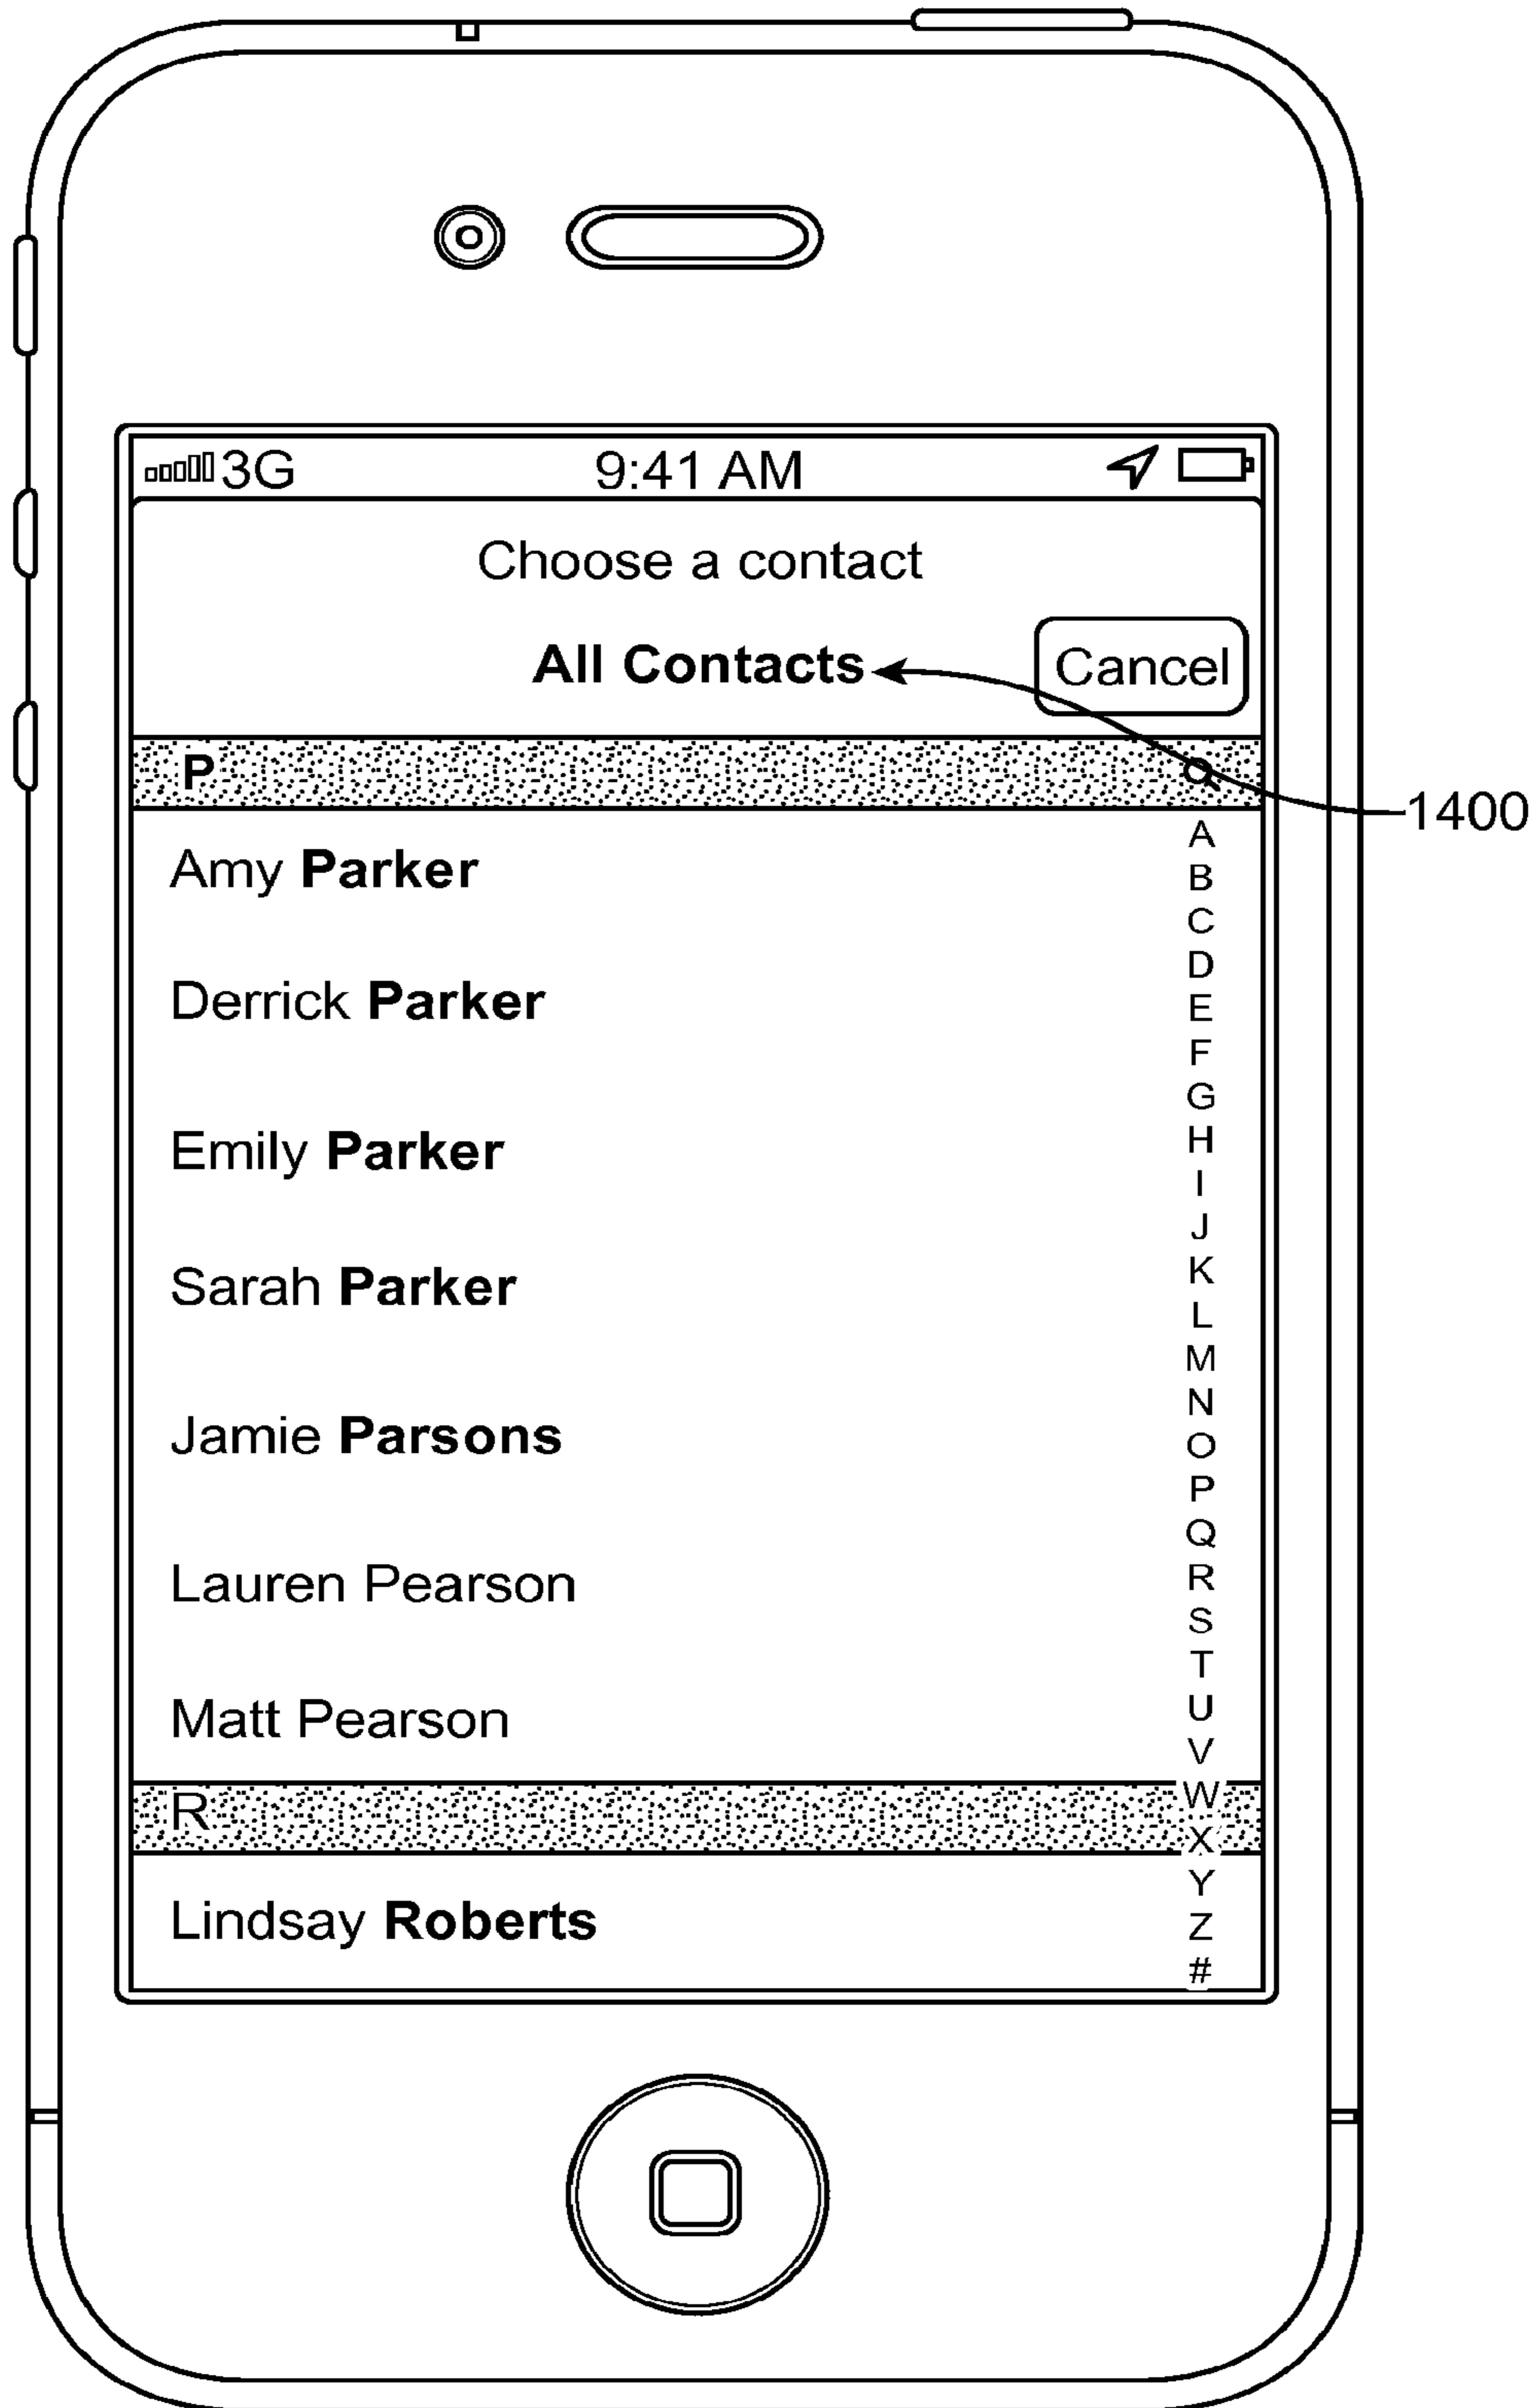 3G 9:41 AM
Choose a contact
All Contacts Cancel
P
1400
Amy Parker
Derrick Parker
Emily Parker
Sarah Parker
Jamie Parsons
Lauren Pearson
Matt Pearson
R
Lindsay Roberts
A
B
C
D
E
F
G
H
I
J
K
L
M
N
O
P
Q
R
S
T
U
V
W
X
Y
Z
#